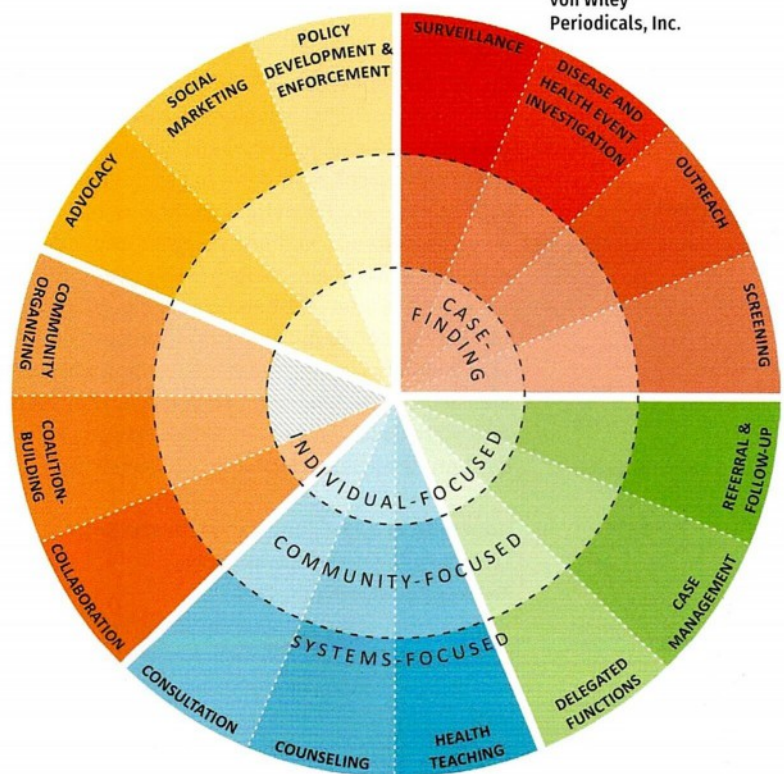 von Wiley
Periodicals, Inc.
POLICY
DEVELOPMENT &
ENFORCEMENT
SURVEILLANCE
DISEASE AND
HEALTH EVENT
INVESTIGATION
OUTREACH
SCREENING
REFERRAL &
FOLLOW-UP
CASE
MANAGEMENT
DELEGATED
FUNCTIONS
HEALTH
TEACHING
COUNSELING
CONSULTATION
COLLABORATION
COALITION-
BUILDING
COMMUNITY
ORGANIZING
ADVOCACY
SOCIAL
MARKETING
CASE-
FINDING
INDIVIDUAL-FOCUSED
COMMUNITY-FOCUSED
SYSTEMS-FOCUSED